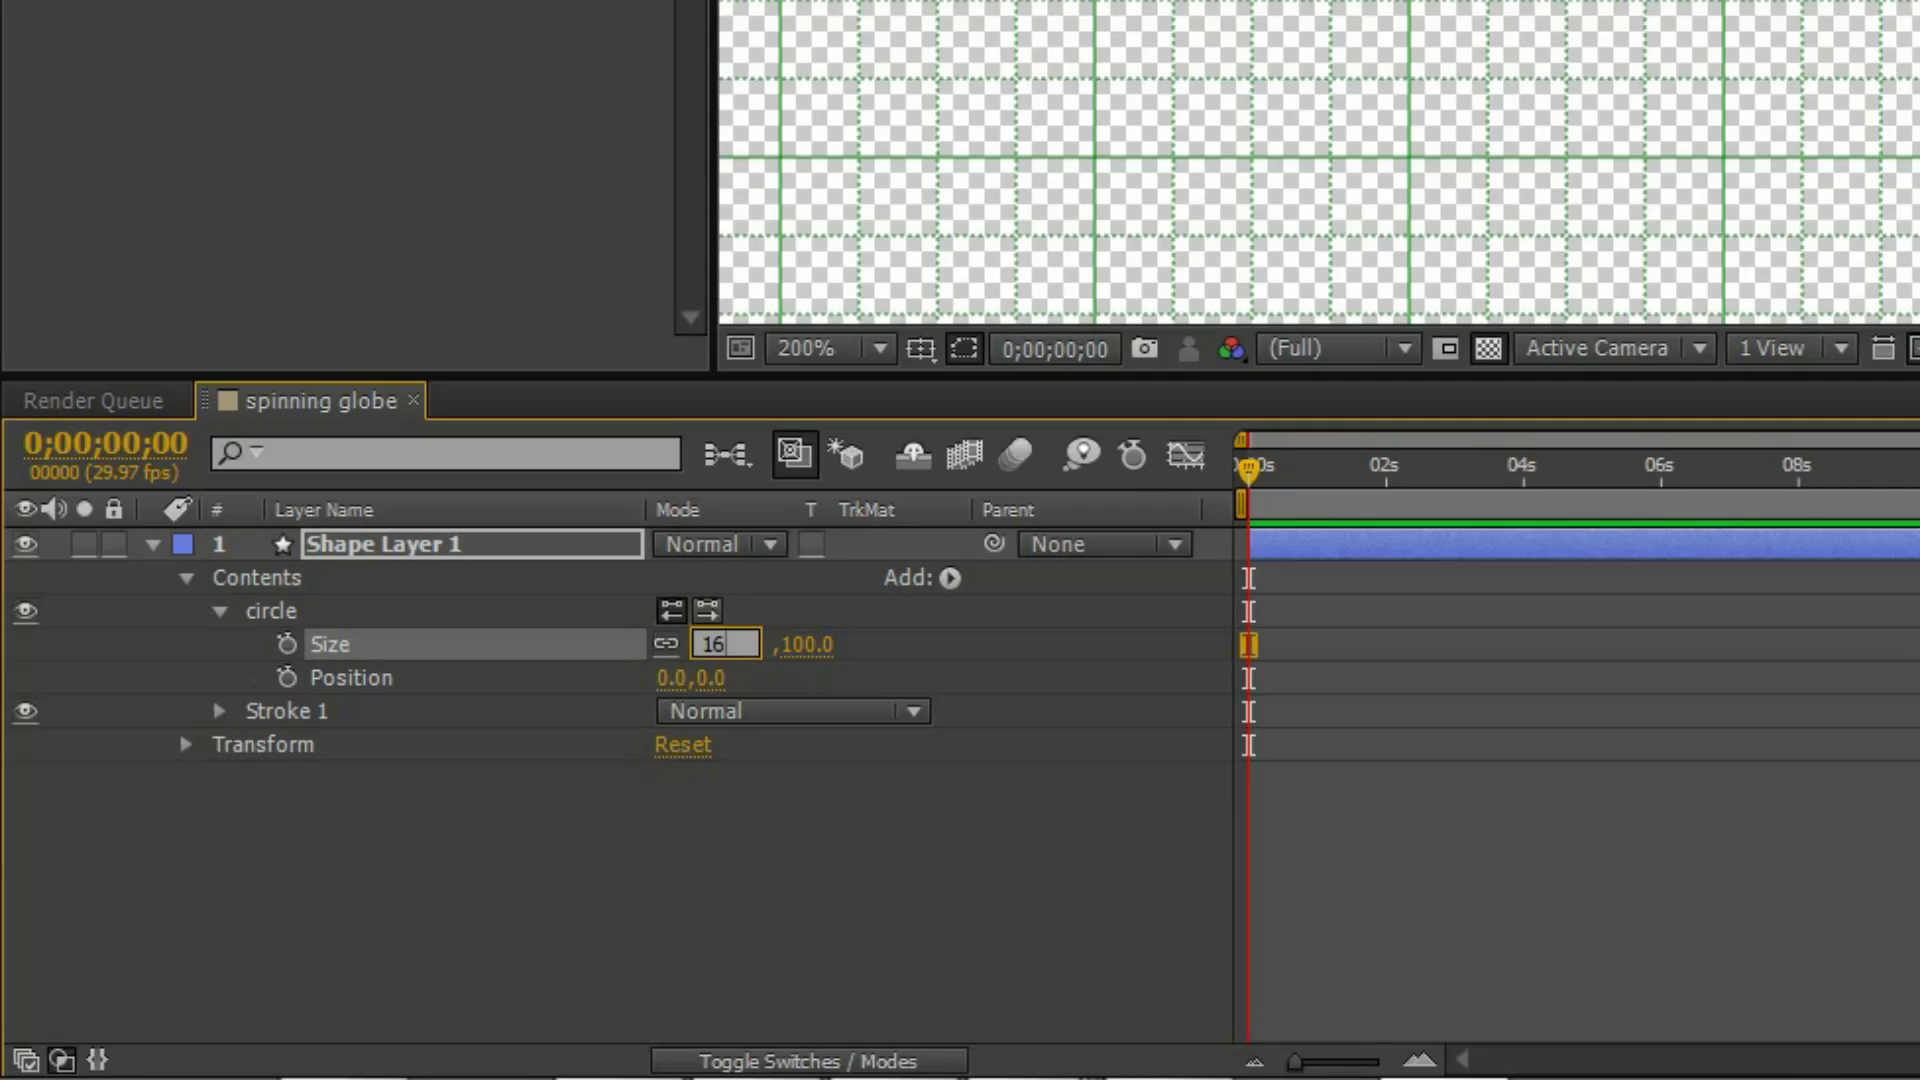 200%
0;00;00;00
(Full)
Active Camera
1 View
Render Queue
spinning globe
0;00;00;00
00000 (29.97 fps)
02s
04s
06s
08s
#
Layer Name
Mode
T
TrkMat
Parent
1
Shape Layer 1
Normal
None
Contents
Add:
circle
Size
16
,100.0
Position
0.0,0.0
Stroke 1
Normal
Transform
Reset
Toggle Switches / Modes